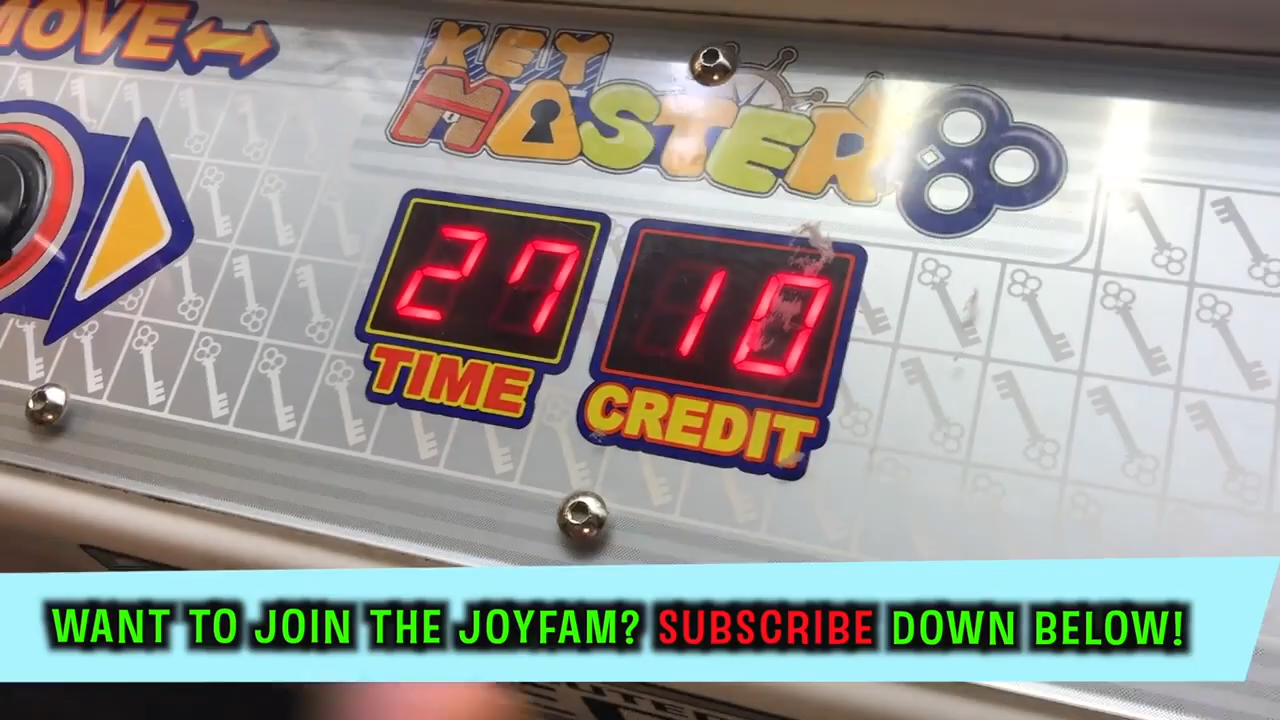 MOVE
KEY
MASTER
27 10
TIME CREDIT
WANT TO JOIN THE JOYFAM? SUBSCRIBE DOWN BELOW!